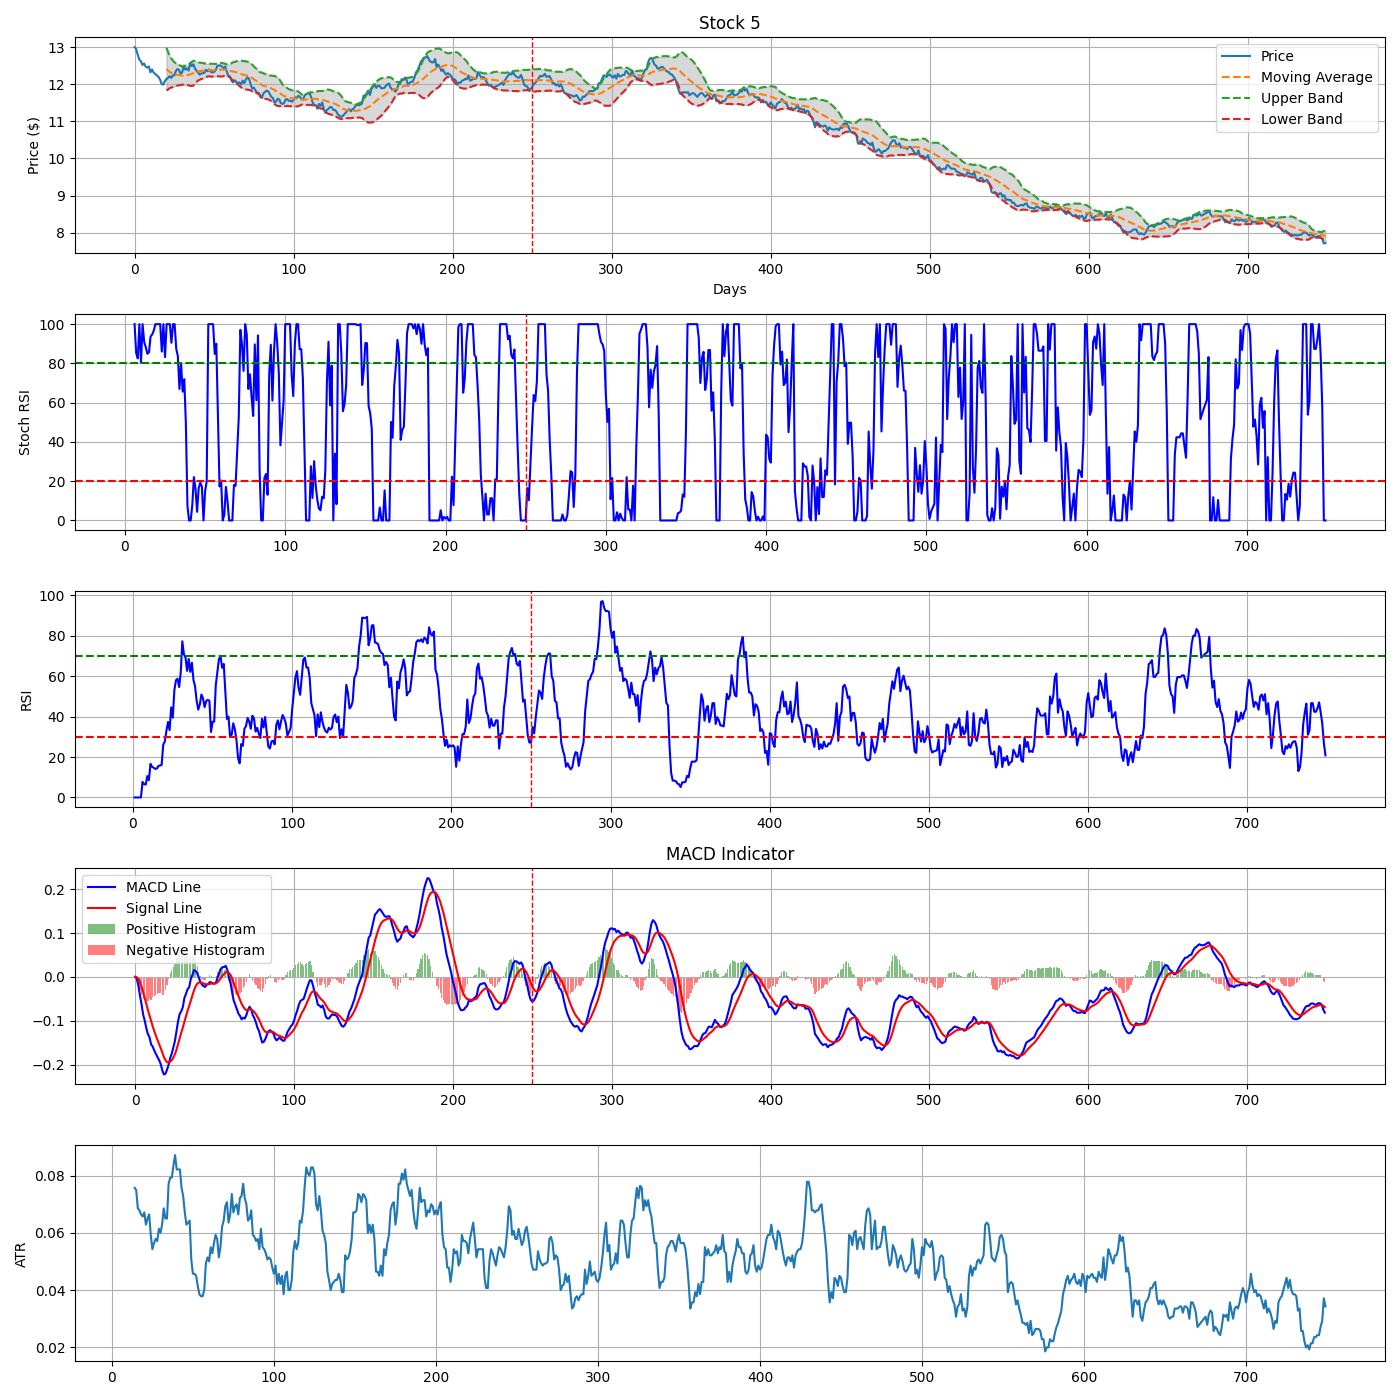 Stock 5
Price ($)
13
12
11
10
9
8
Price
Moving Average
Upper Band
Lower Band
0 100 200 300 400 500 600 700
Days
Stoch RSI
100
80
60
40
20
0
0 100 200 300 400 500 600 700
RSI
100
80
60
40
20
0
0 100 200 300 400 500 600 700
MACD Indicator
0.2
0.1
0.0
−0.1
−0.2
MACD Line
Signal Line
Positive Histogram
Negative Histogram
0 100 200 300 400 500 600 700
ATR
0.08
0.06
0.04
0.02
0 100 200 300 400 500 600 700